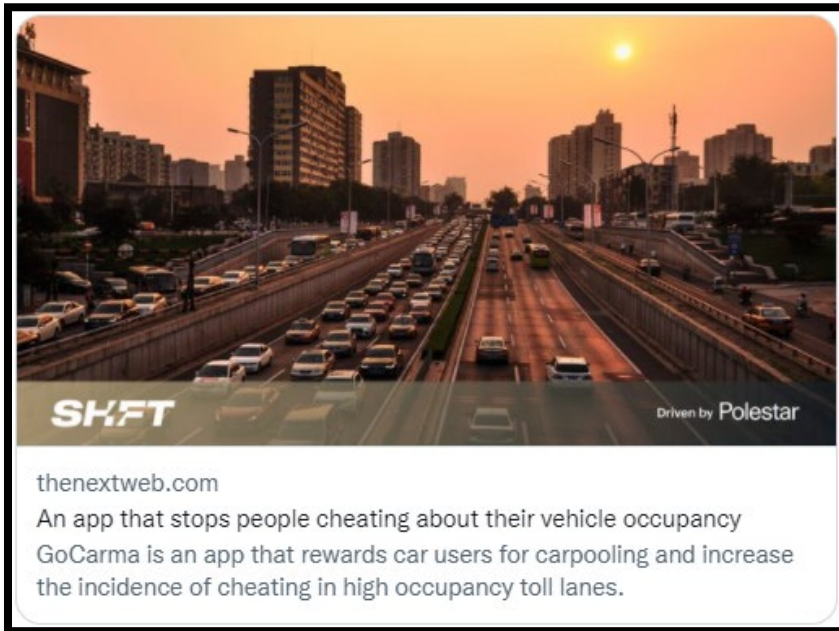 SHFT
Driven by Polestar
thenextweb.com
An app that stops people cheating about their vehicle occupancy
GoCarma is an app that rewards car users for carpooling and increase
the incidence of cheating in high occupancy toll lanes.